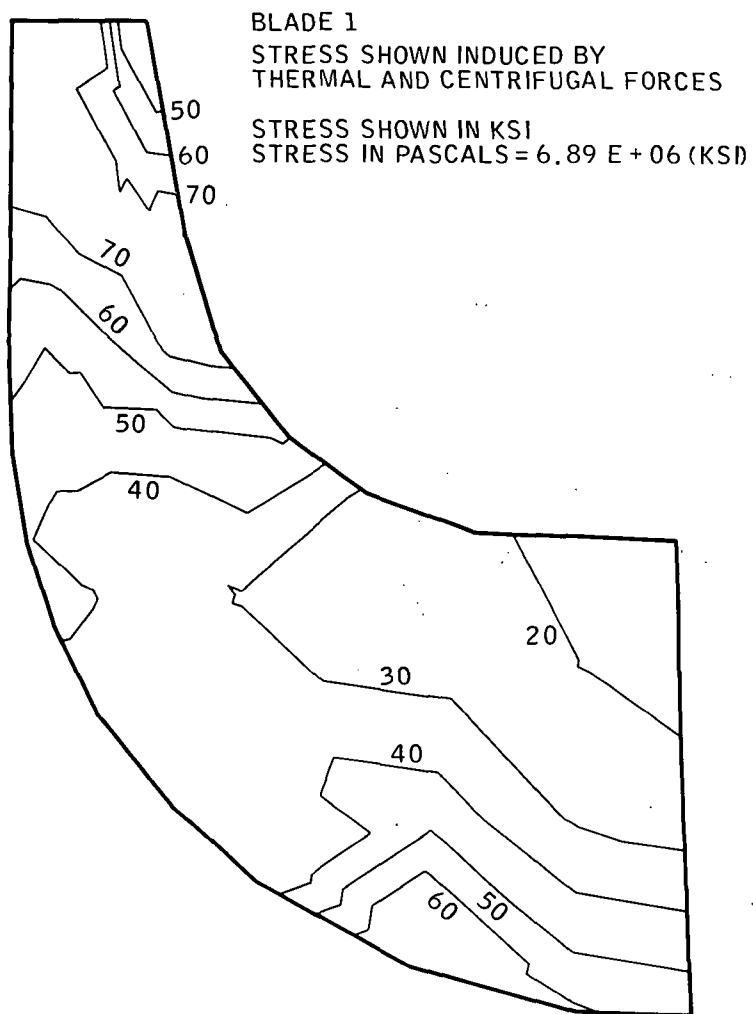 BLADE 1
STRESS SHOWN INDUCED BY
THERMAL AND CENTRIFUGAL FORCES
STRESS SHOWN IN KSI
STRESS IN PASCALS = 6.89 E + 06 (KSI)
50
60
70
70
60
50
40
20
30
40
50
60